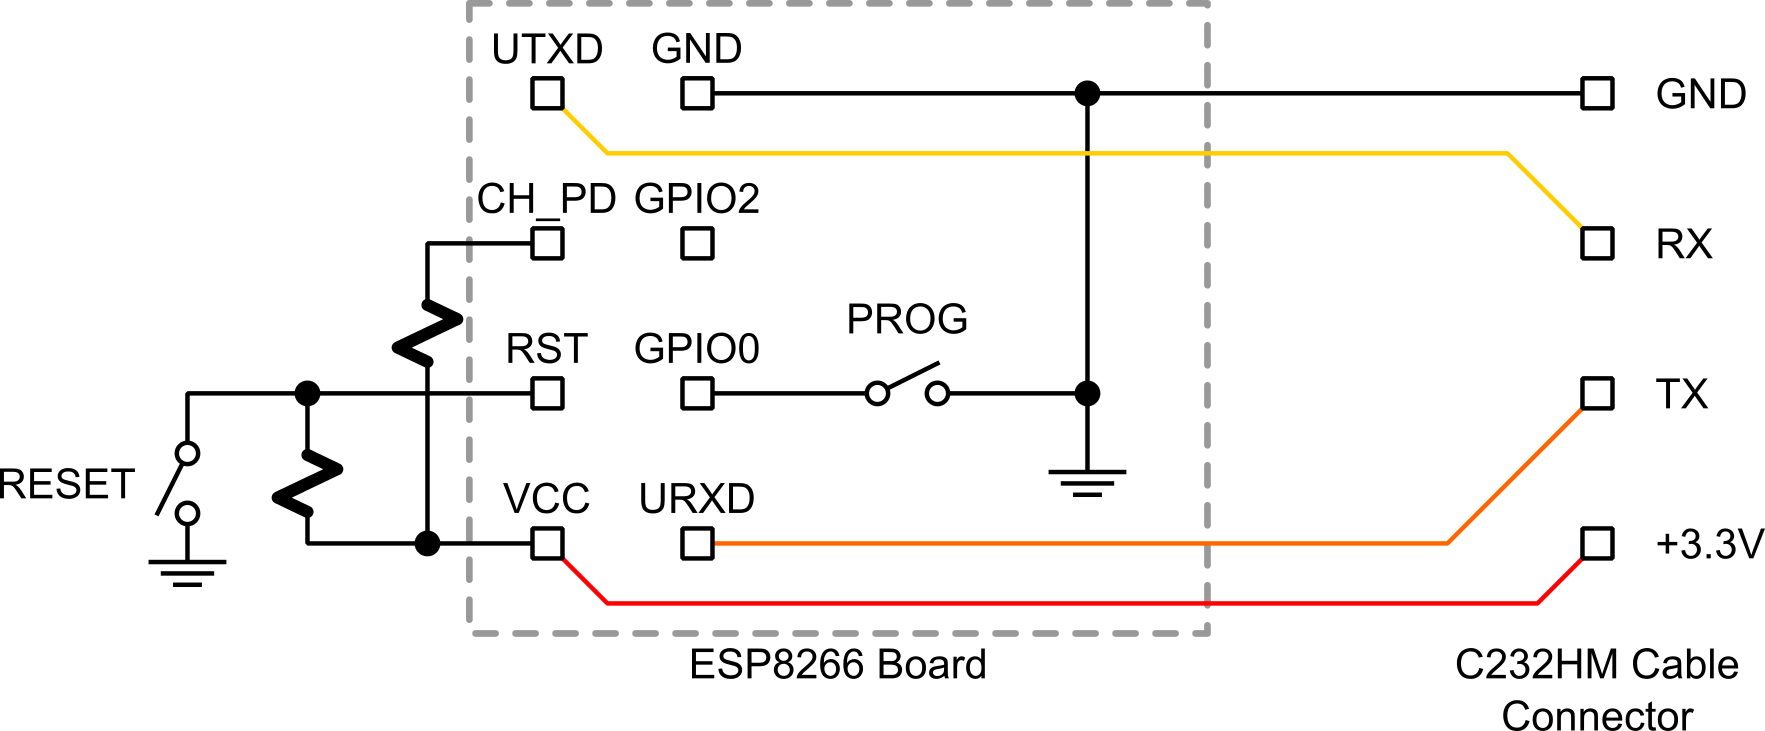 UTXD GND
GND
CH_PD GPIO2
RX
PROG
RST GPIO0
TX
RESET
VCC URXD
+3.3V
ESP8266 Board
C232HM Cable
Connector